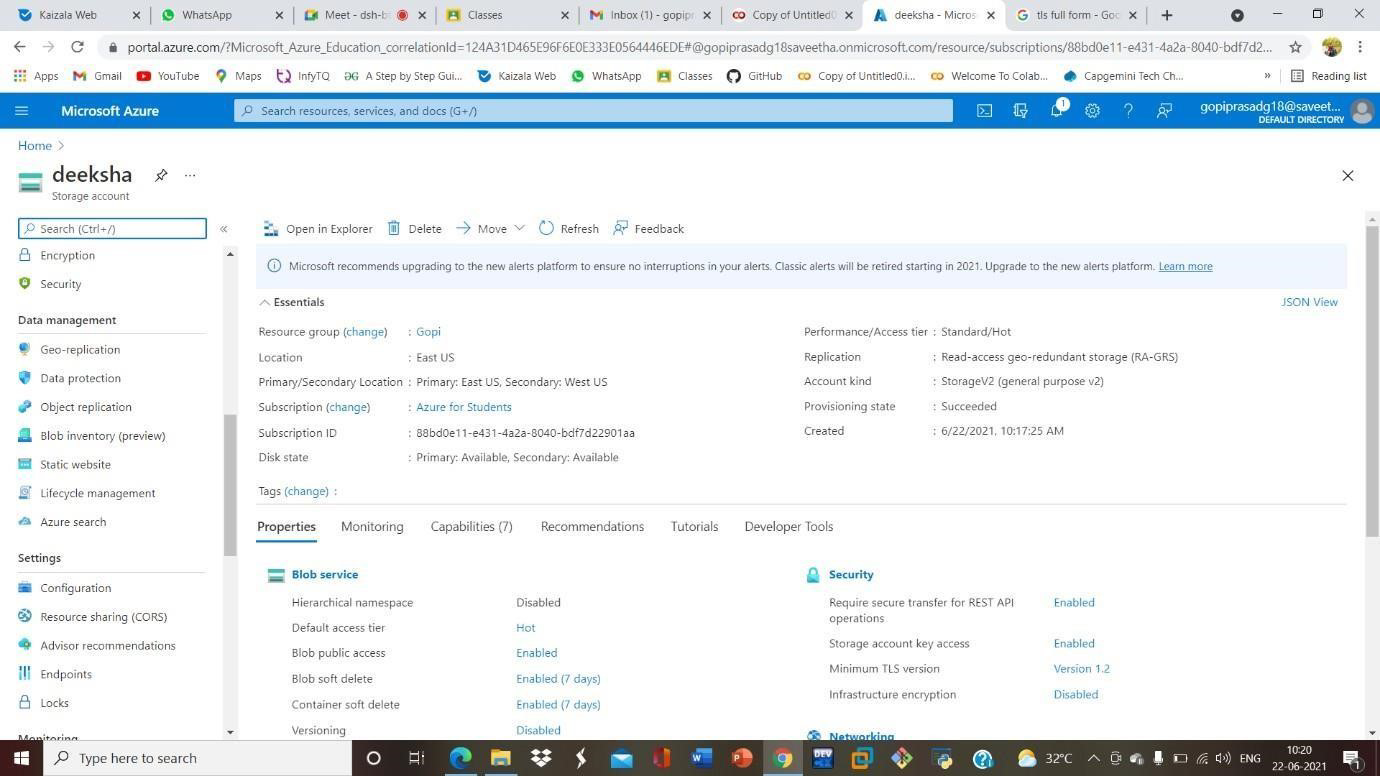 Kaizala Web
WhatsApp
Meet - dsh-b
Classes
Inbox (1) - gopipr
Copy of Untitled0
deeksha - Micros
tls full form - Goo
portal.azure.com/?Microsoft_Azure_Education_correlationId=124A31D465E96F6E0E333E0564446EDE#@gopiprasadg18saveetha.onmicrosoft.com/resource/subscriptions/88bd0e11-e431-4a2a-8040-bdf7d2...
Apps
Gmail
YouTube
Maps
InfyTQ
A Step by Step Gui...
Kaizala Web
WhatsApp
Classes
GitHub
Copy of Untitled0.i...
Welcome To Colab...
Capgemini Tech Ch...
»
Reading list
Microsoft Azure
Search resources, services, and docs (G+/)
1
gopiprasadg18@saveet...
DEFAULT DIRECTORY
Home >
deeksha
...
Storage account
Search (Ctrl+/)
«
Open in Explorer
Delete
Move
Refresh
Feedback
Encryption
Security
Data management
Geo-replication
Data protection
Object replication
Blob inventory (preview)
Static website
Lifecycle management
Azure search
Settings
Configuration
Resource sharing (CORS)
Advisor recommendations
Endpoints
Locks
Monitoring
Microsoft recommends upgrading to the new alerts platform to ensure no interruptions in your alerts. Classic alerts will be retired starting in 2021. Upgrade to the new alerts platform. Learn more
Essentials
JSON View
Resource group (change) : Gopi
Location : East US
Primary/Secondary Location : Primary: East US, Secondary: West US
Subscription (change) : Azure for Students
Subscription ID : 88bd0e11-e431-4a2a-8040-bdf7d22901aa
Disk state : Primary: Available, Secondary: Available
Performance/Access tier : Standard/Hot
Replication : Read-access geo-redundant storage (RA-GRS)
Account kind : StorageV2 (general purpose v2)
Provisioning state : Succeeded
Created : 6/22/2021, 10:17:25 AM
Tags (change) :
Properties
Monitoring
Capabilities (7)
Recommendations
Tutorials
Developer Tools
Blob service
Hierarchical namespace Disabled
Default access tier Hot
Blob public access Enabled
Blob soft delete Enabled (7 days)
Container soft delete Enabled (7 days)
Versioning Disabled
Security
Require secure transfer for REST API Enabled
operations
Storage account key access Enabled
Minimum TLS version Version 1.2
Infrastructure encryption Disabled
Networking
Type here to search
DEV
32°C
ENG
10:20
22-06-2021
1